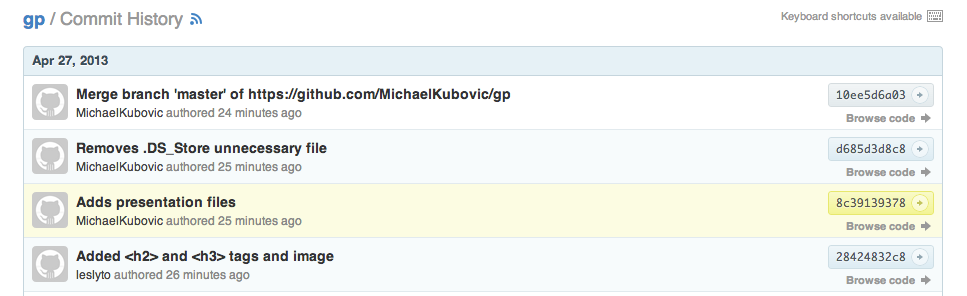 gp / Commit History
Keyboard shortcuts available
Apr 27, 2013
Merge branch 'master' of https://github.com/MichaelKubovic/gp
MichaelKubovic authored 24 minutes ago
10ee5d6a03
Browse code
Removes .DS_Store unnecessary file
MichaelKubovic authored 25 minutes ago
d685d3d8c8
Browse code
Adds presentation files
MichaelKubovic authored 25 minutes ago
8c39139378
Browse code
Added <h2> and <h3> tags and image
leslyto authored 26 minutes ago
28424832c8
Browse code